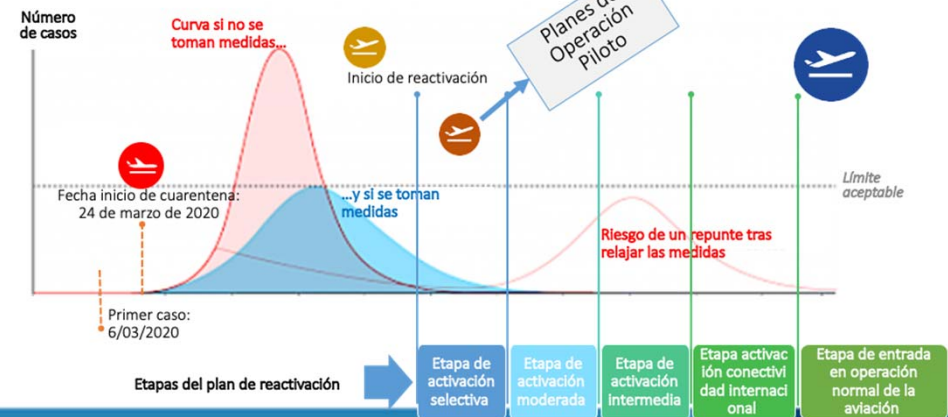 Número
de casos
Curva si no se
toman medidas...
Planes de
Operación
Piloto
Inicio de reactivación
Fecha inicio de cuarentena:
24 de marzo de 2020
...y si se toman
medidas
Límite
aceptable
Riesgo de un repunte tras
relajar las medidas
Primer caso:
6/03/2020
Etapas del plan de reactivación
Etapa de
activación
selectiva
Etapa de
activación
moderada
Etapa de
activación
intermedia
Etapa activac
ión conectivi
dad internaci
onal
Etapa de entrada
en operación
normal de la
aviación